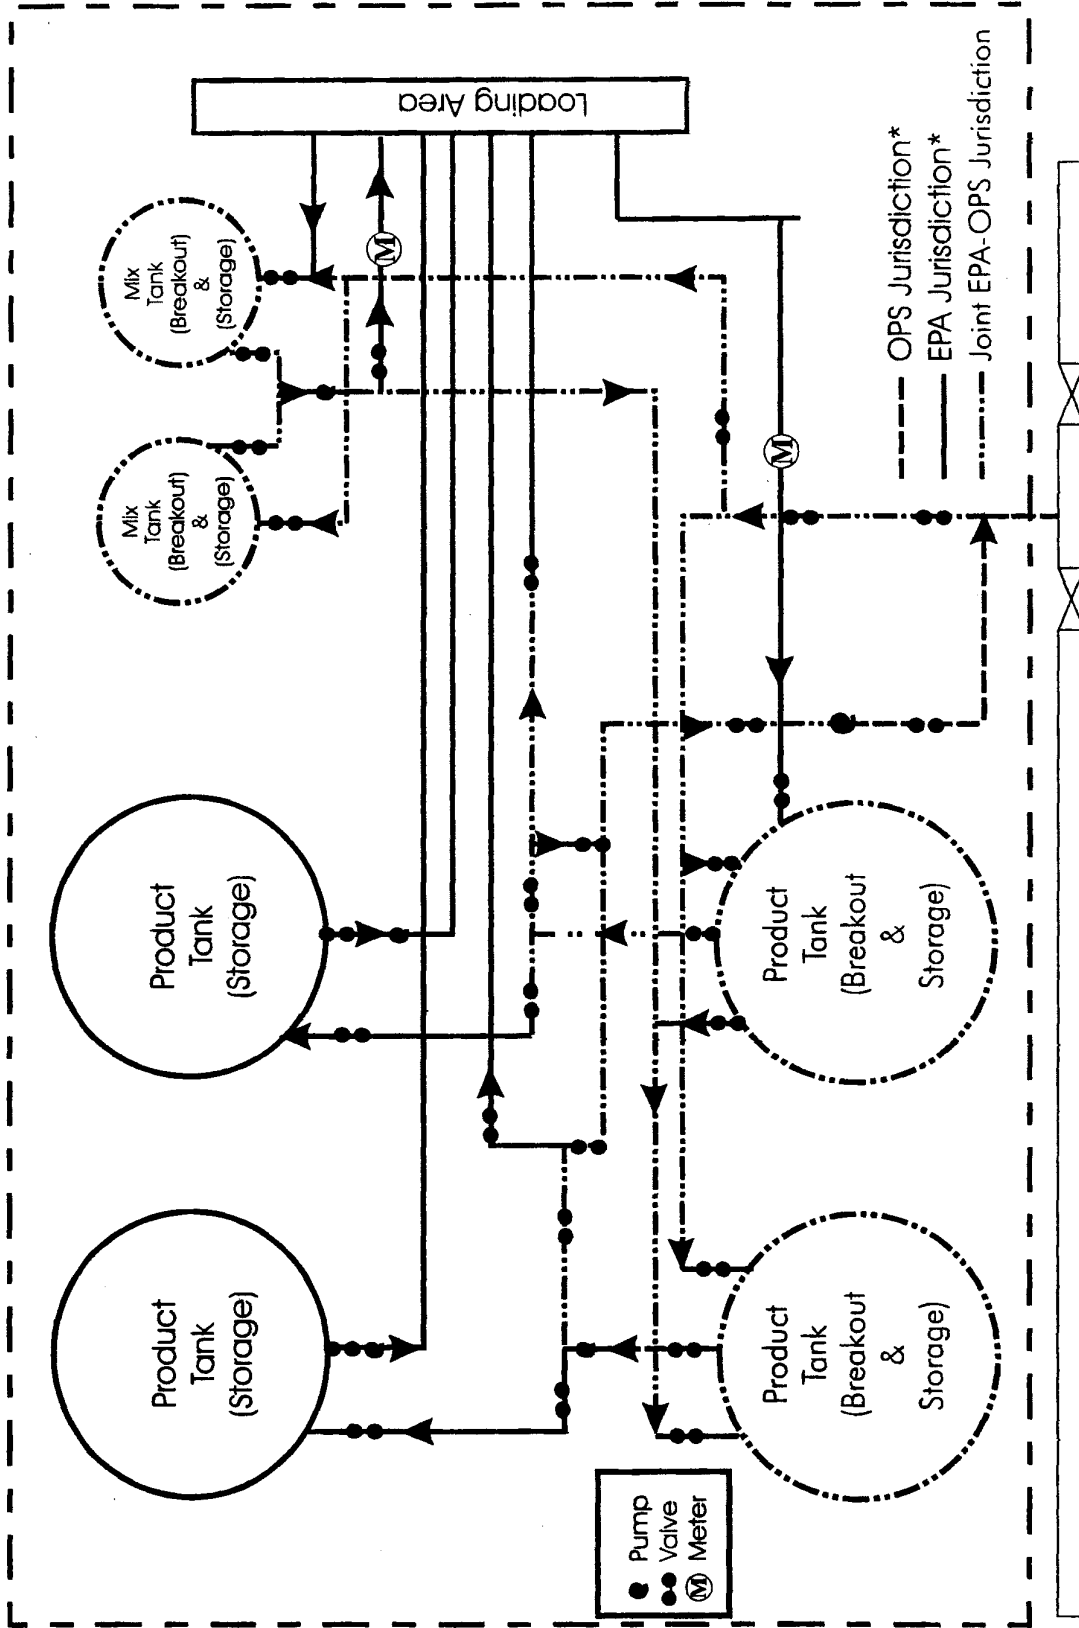 Loading Area
Mix
Tank
(Breakout)
&
(Storage)
Mix
Tank
(Breakout)
&
(Storage)
M
OPS Jurisdiction*
EPA Jurisdiction*
Joint EPA-OPS Jurisdiction
M
Product
Tank
(Storage)
Product
Tank
(Storage)
Product
Tank
(Breakout
&
Storage)
Product
Tank
(Breakout
&
Storage)
Pump
Valve
M Meter